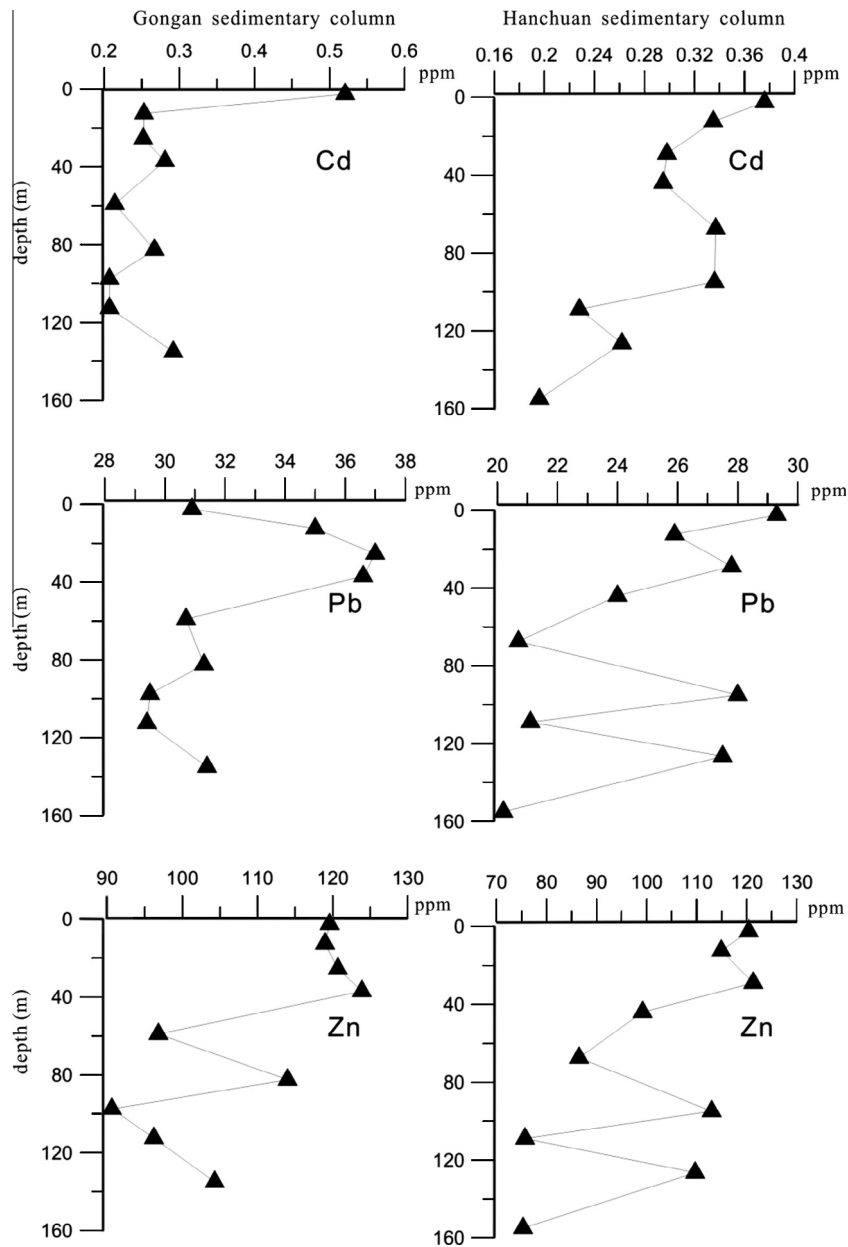 Gongan sedimentary column
Hanchuan sedimentary column
0.2 0.3 0.4 0.5 0.6
ppm
0.16 0.2 0.24 0.28 0.32 0.36 0.4
ppm
0
40
80
120
160
depth (m)
Cd
0
40
80
120
160
Cd
28 30 32 34 36 38
ppm
20 22 24 26 28 30
ppm
0
40
80
120
160
depth (m)
Pb
0
40
80
120
160
Pb
90 100 110 120 130
ppm
70 80 90 100 110 120 130
ppm
0
40
80
120
160
depth (m)
Zn
0
40
80
120
160
Zn